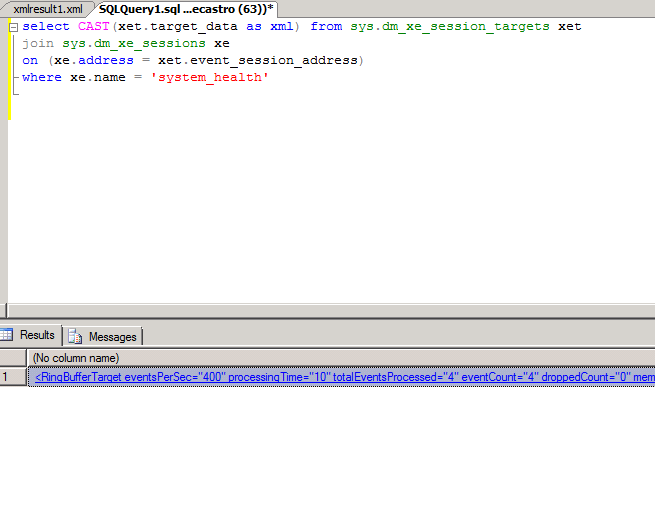 xmlresult1.xml SQLQuery1.sql ...ecastro (63))*
select CAST(xet.target_data as xml) from sys.dm_xe_session_targets xet
join sys.dm_xe_sessions xe
on (xe.address = xet.event_session_address)
where xe.name = 'system_health'
Results Messages
(No column name)
1 <RingBufferTarget eventsPerSec="400" processingTime="10" totalEventsProcessed="4" eventCount="4" droppedCount="0" mem